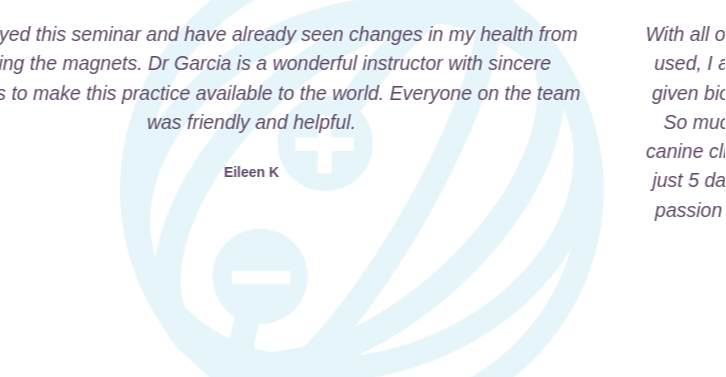 yed this seminar and have already seen changes in my health from
ing the magnets. Dr Garcia is a wonderful instructor with sincere
s to make this practice available to the world. Everyone on the team
was friendly and helpful.
Eileen K
With all o
used, I a
given bio
So muc
canine cli
just 5 da
passion